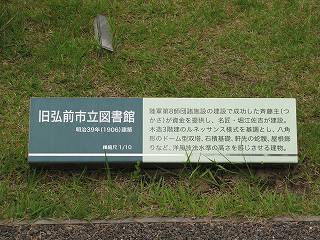 旧弘前市立図書館
明治39年(1906)建築
縮尺 1/10
陸軍第8師団諸施設の建設で成功した斉藤主(つ
かさ)が資金を提供し、名匠・堀江佐吉が建設。
木造3階建のルネッサンス様式を基調とし、八角
形のドーム型双塔、石積基礎、軒先の蛇腹、屋根飾
りなど、洋風技法水準の高さを感じさせる建物。